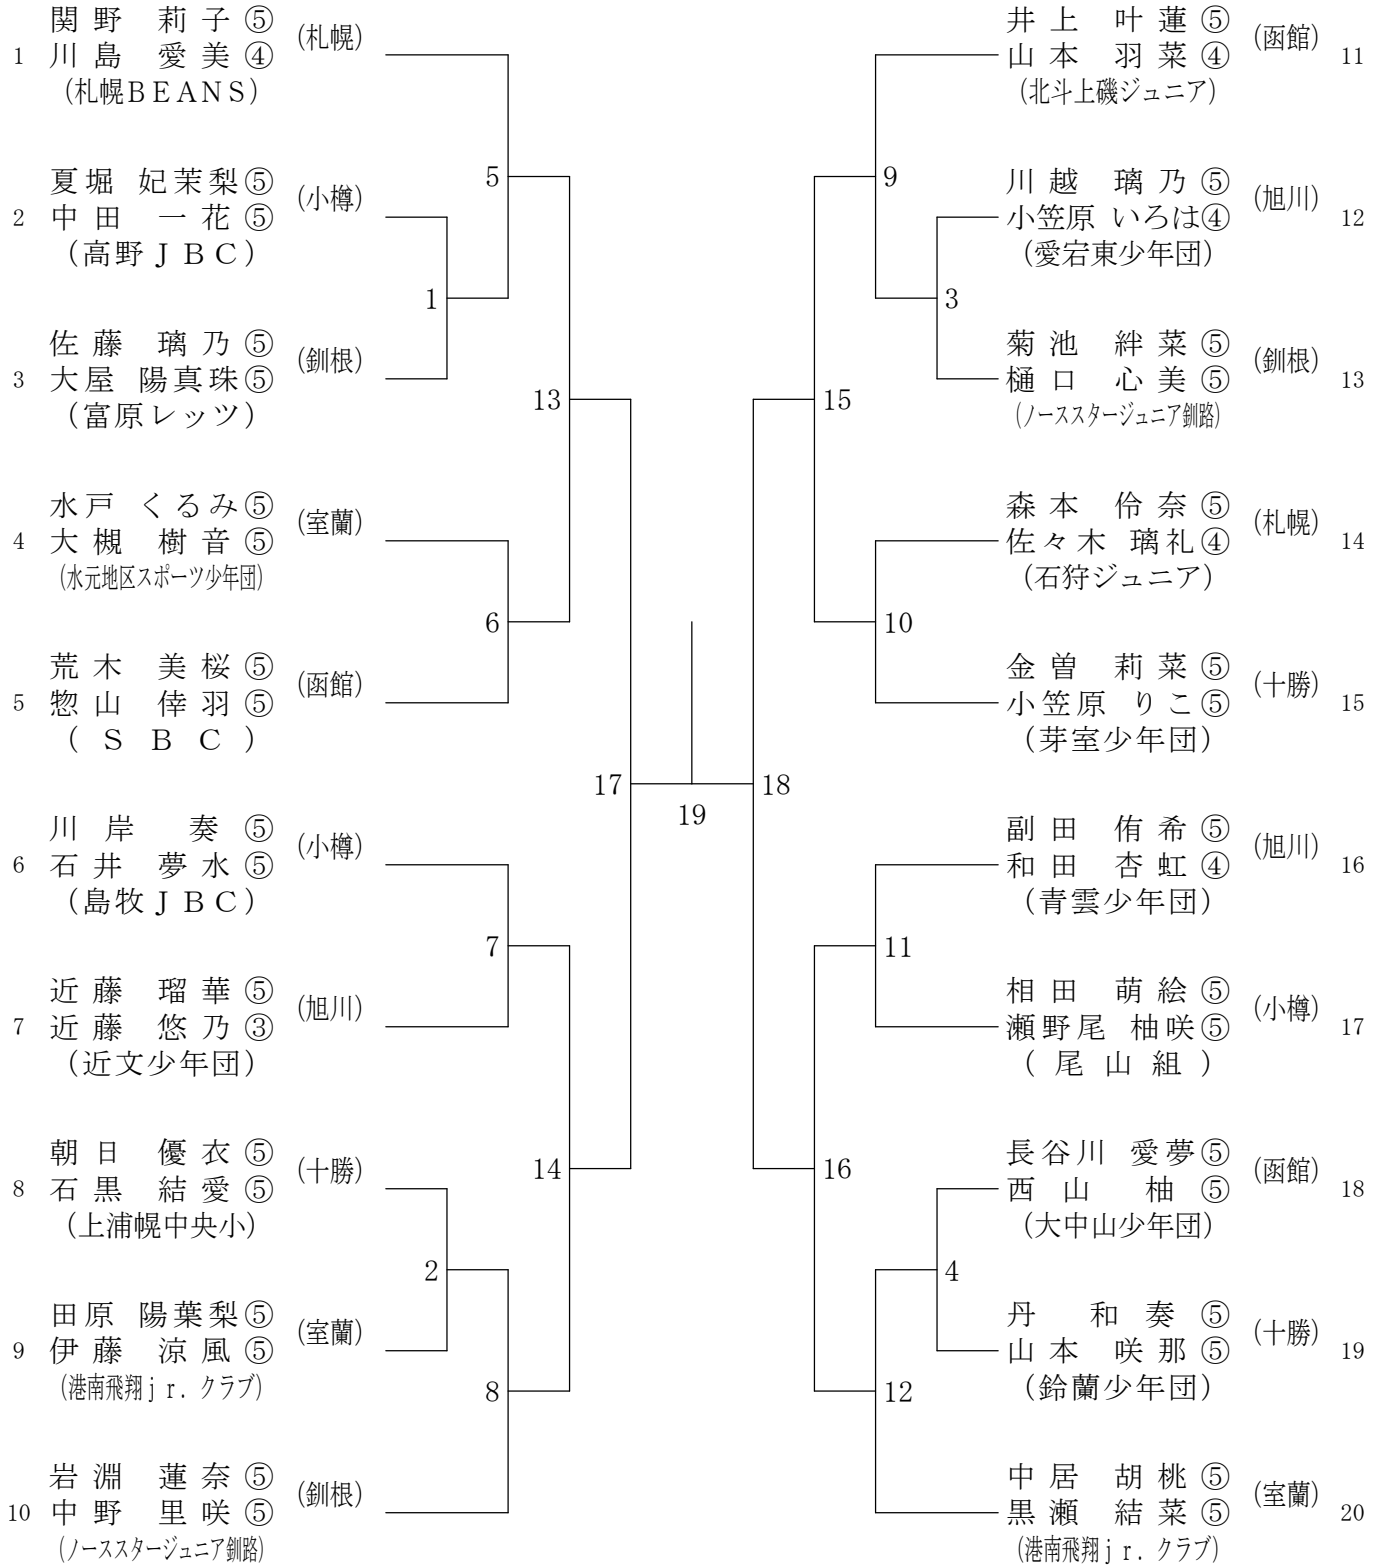 関野 莉子⑤ (札幌)
1 川島 愛美④
(札幌ＢＥＡＮＳ)
夏堀 妃茉梨⑤ (小樽)
2 中田 一花⑤
(高野ＪＢＣ)
佐藤 璃乃⑤ (釧根)
3 大屋 陽真珠⑤
(富原レッツ)
水戸 くるみ⑤ (室蘭)
4 大槻 樹音⑤
(水元地区スポーツ少年団)
荒木 美桜⑤ (函館)
5 惣山 倖羽⑤
(ＳＢＣ)
川岸 奏⑤ (小樽)
6 石井 夢水⑤
(島牧ＪＢＣ)
近藤 瑠華⑤ (旭川)
7 近藤 悠乃③
(近文少年団)
朝日 優衣⑤ (十勝)
8 石黒 結愛⑤
(上浦幌中央小)
田原 陽葉梨⑤ (室蘭)
9 伊藤 涼風⑤
(港南飛翔ｊｒ．クラブ)
岩淵 蓮奈⑤ (釧根)
10 中野 里咲⑤
(ノーススタージュニア釧路)
5
1
13
6
17
7
14
2
8
19
9
3
15
10
18
11
16
4
12
井上 叶蓮⑤ (函館)
山本 羽菜④ 11
(北斗上磯ジュニア)
川越 璃乃⑤ (旭川)
小笠原 いろは④ 12
(愛宕東少年団)
菊池 絆菜⑤ (釧根)
樋口 心美⑤ 13
(ノーススタージュニア釧路)
森本 伶奈⑤ (札幌)
佐々木 璃礼④ 14
(石狩ジュニア)
金曽 莉菜⑤ (十勝)
小笠原 りこ⑤ 15
(芽室少年団)
副田 侑希⑤ (旭川)
和田 杏虹④ 16
(青雲少年団)
相田 萌絵⑤ (小樽)
瀬野尾 柚咲⑤ 17
(尾山組)
長谷川 愛夢⑤ (函館)
西山 柚⑤ 18
(大中山少年団)
丹 和奏⑤ (十勝)
山本 咲那⑤ 19
(鈴蘭少年団)
中居 胡桃⑤ (室蘭)
黒瀬 結菜⑤ 20
(港南飛翔ｊｒ．クラブ)